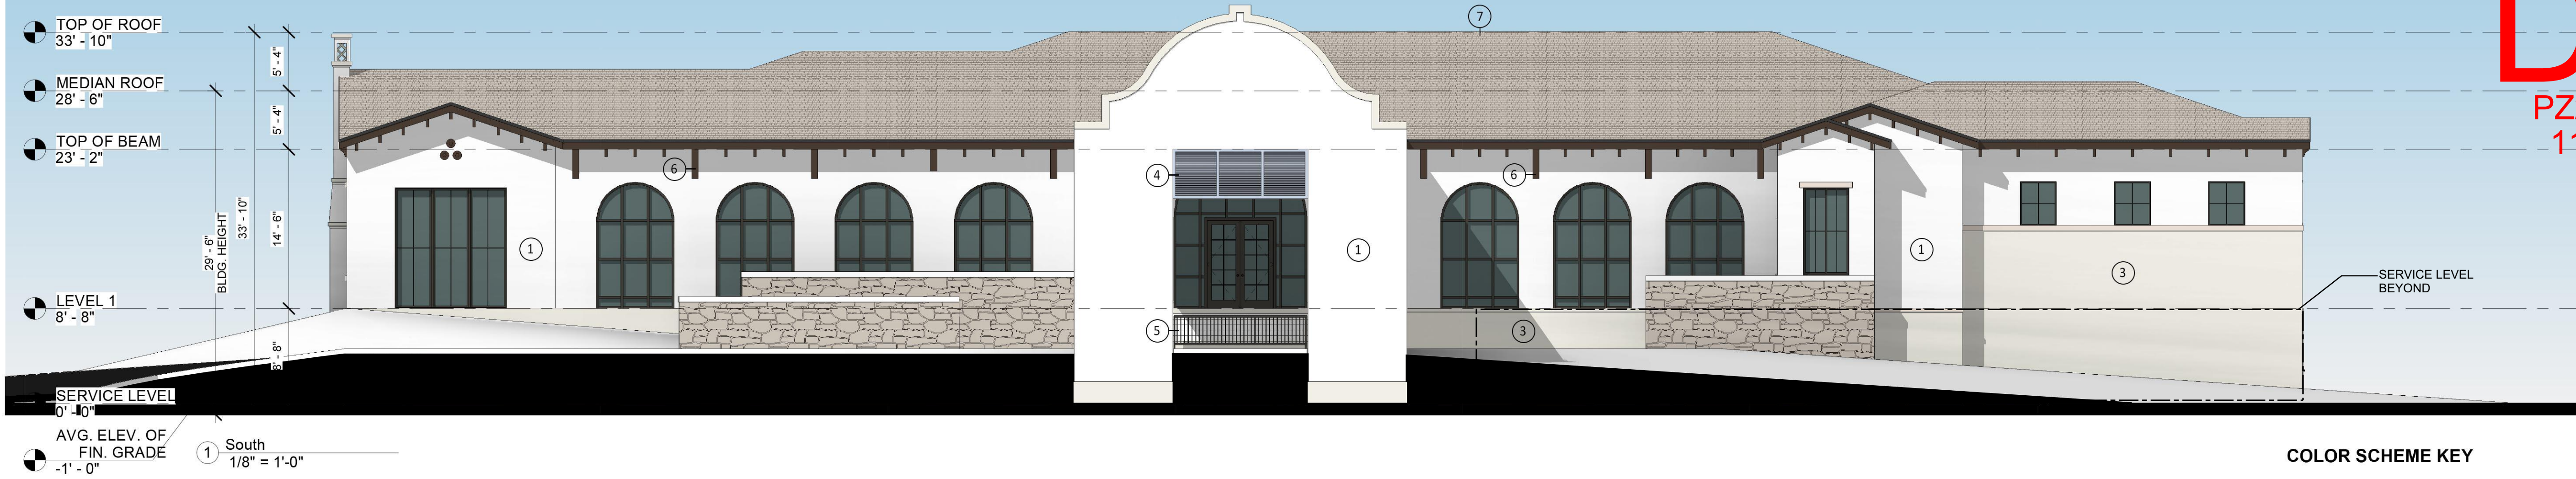 TOP OF ROOF
33' - 10"
MEDIAN ROOF
28' - 6"
TOP OF BEAM
23' - 2"
LEVEL 1
8' - 8"
SERVICE LEVEL
0' - 0"
AVG. ELEV. OF
FIN. GRADE
-1' - 0"
29' - 6"
BLDG. HEIGHT
33' - 10"
5' - 4"
5' - 4"
14' - 6"
8' - 8"
1 South
1/8" = 1'-0"
7
6
4
6
1
1
1
3
5
3
SERVICE LEVEL
BEYOND
PZ
11
COLOR SCHEME KEY